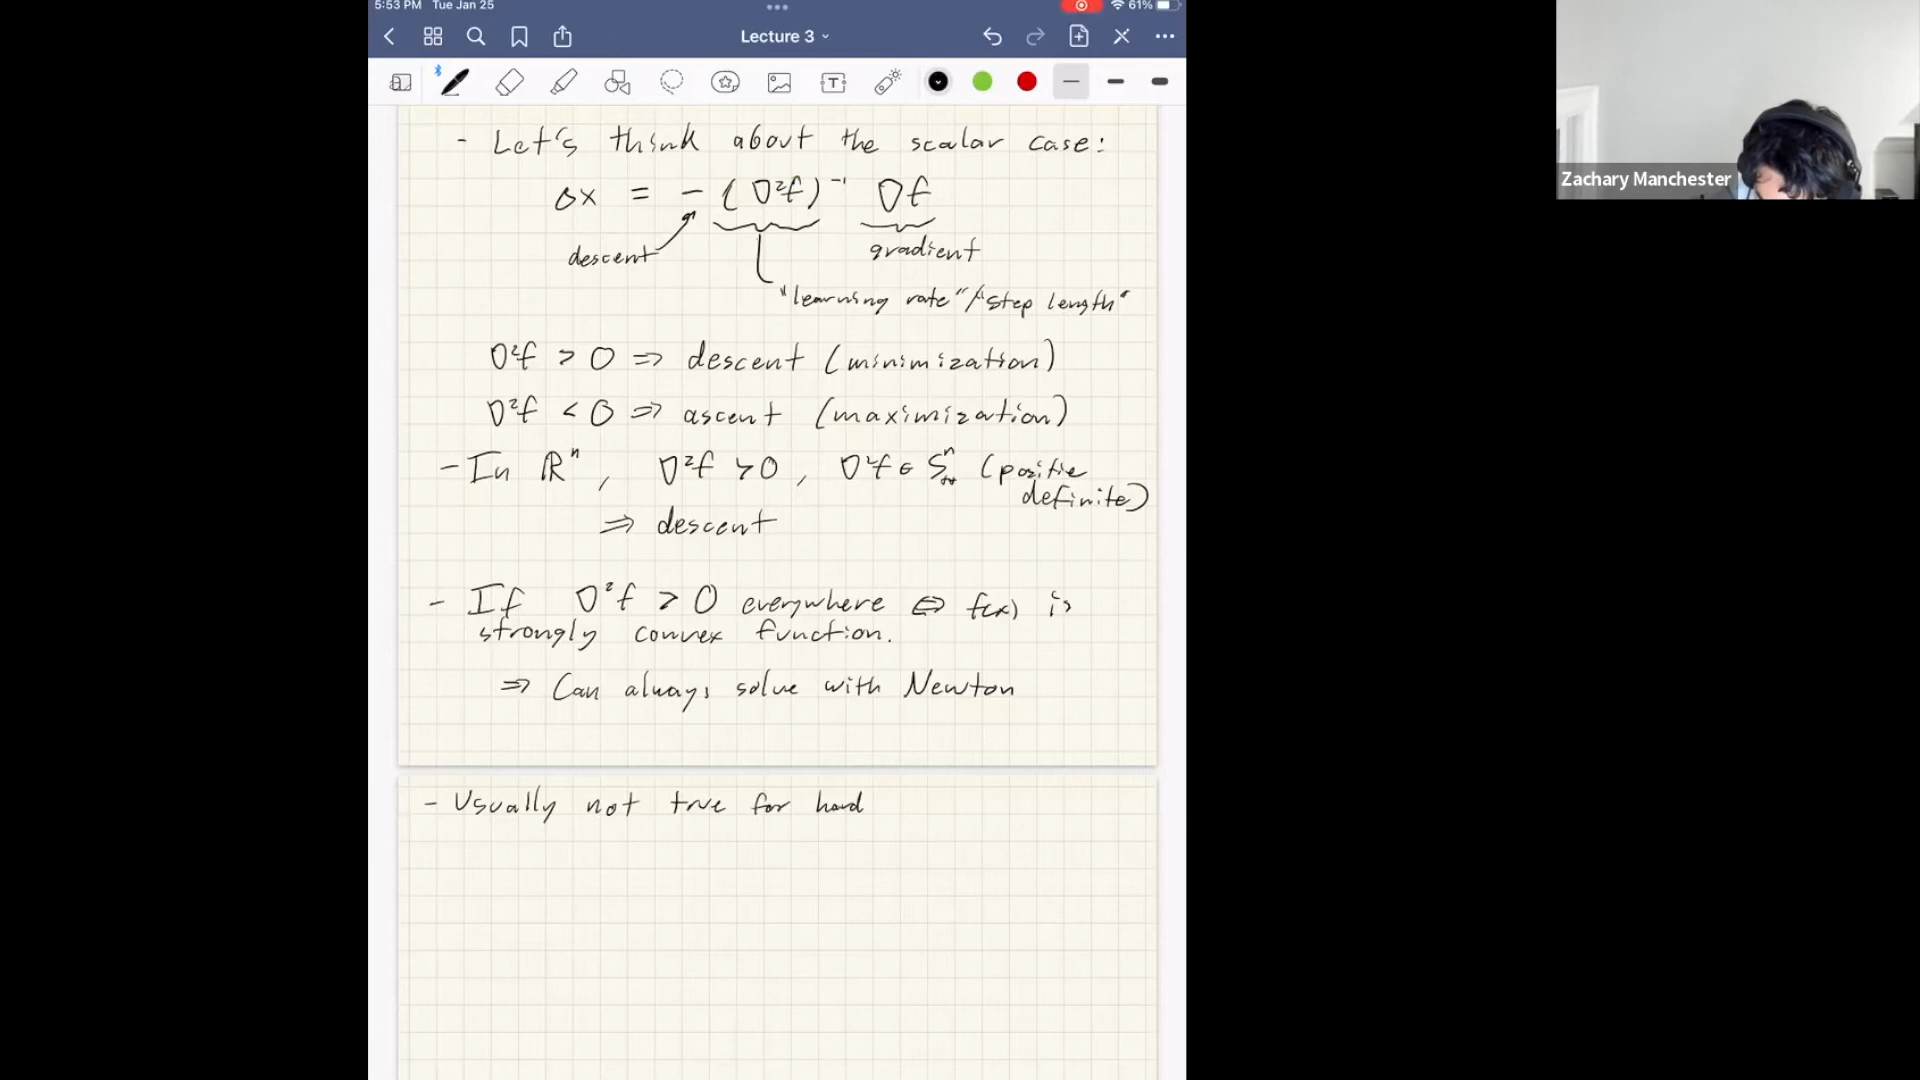 5:53 PM Tue Jan 25
61%
Lecture 3
Zachary Manchester
- Let's think about the scalar case:
Δx = - (∇²f)⁻¹ ∇f
descent
gradient
"learning rate"/"step length"
∇²f > 0 ⇒ descent (minimization)
∇²f < 0 ⇒ ascent (maximization)
- In ℝⁿ, ∇²f > 0, ∇²f ∈ Sⁿ₊₊ (positie
definite)
⇒ descent
- If ∇²f > 0 everywhere ⇔ f(x) is
strongly convex function.
⇒ Can always solve with Newton
- Usually not true for hard